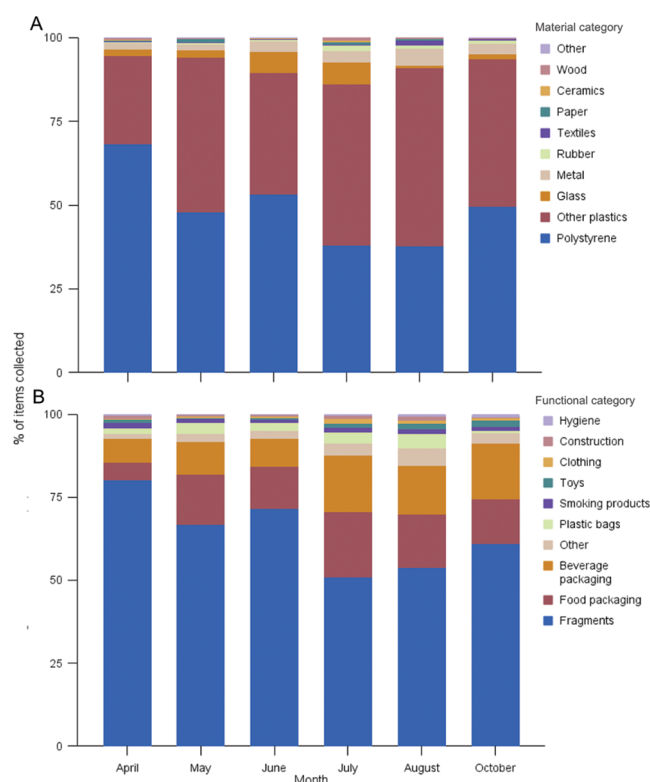 A
Material category
Other
Wood
Ceramics
Paper
Textiles
Rubber
Metal
Glass
Other plastics
Polystyrene
100
75
50
25
0
% of items collected
B
Functional category
Hygiene
Construction
Clothing
Toys
Smoking products
Plastic bags
Other
Beverage
packaging
Food packaging
Fragments
100
75
50
25
0
April May June July August October
Month